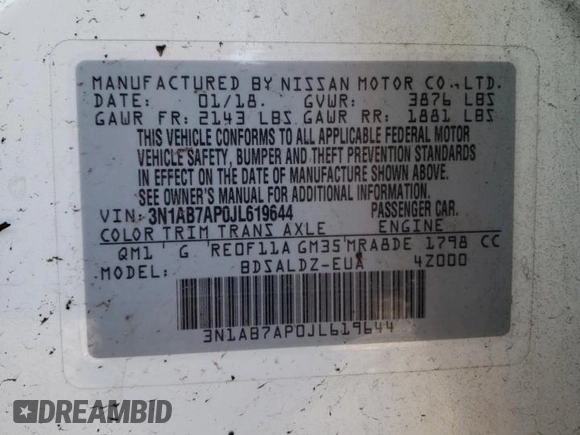 MANUFACTURED BY NISSAN MOTOR CO., LTD.
DATE: 01/18. GVWR: 3876 LBS
GAWR FR: 2143 LBS GAWR RR: 1881 LBS
THIS VEHICLE CONFORMS TO ALL APPLICABLE FEDERAL MOTOR
VEHICLE SAFETY, BUMPER AND THEFT PREVENTION STANDARDS
IN EFFECT ON THE DATE OF MANUFACTURE SHOWN ABOVE.
SEE OWNER'S MANUAL FOR ADDITIONAL INFORMATION.
VIN: 3N1AB7AP0JL619644 PASSENGER CAR.
COLOR TRIM TRANS AXLE ENGINE
QM1 G RE0F11A GM35 MRA8DE 1798 CC
MODEL: BDSALDZ-EUA 4Z000
3N1AB7AP0JL619644
DREAMBID